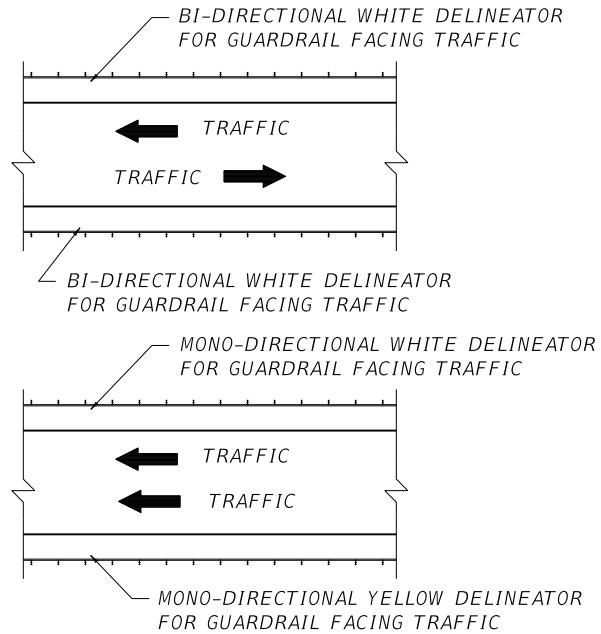 BI-DIRECTIONAL WHITE DELINEATOR
FOR GUARDRAIL FACING TRAFFIC
TRAFFIC
TRAFFIC
BI-DIRECTIONAL WHITE DELINEATOR
FOR GUARDRAIL FACING TRAFFIC
MONO-DIRECTIONAL WHITE DELINEATOR
FOR GUARDRAIL FACING TRAFFIC
TRAFFIC
TRAFFIC
MONO-DIRECTIONAL YELLOW DELINEATOR
FOR GUARDRAIL FACING TRAFFIC